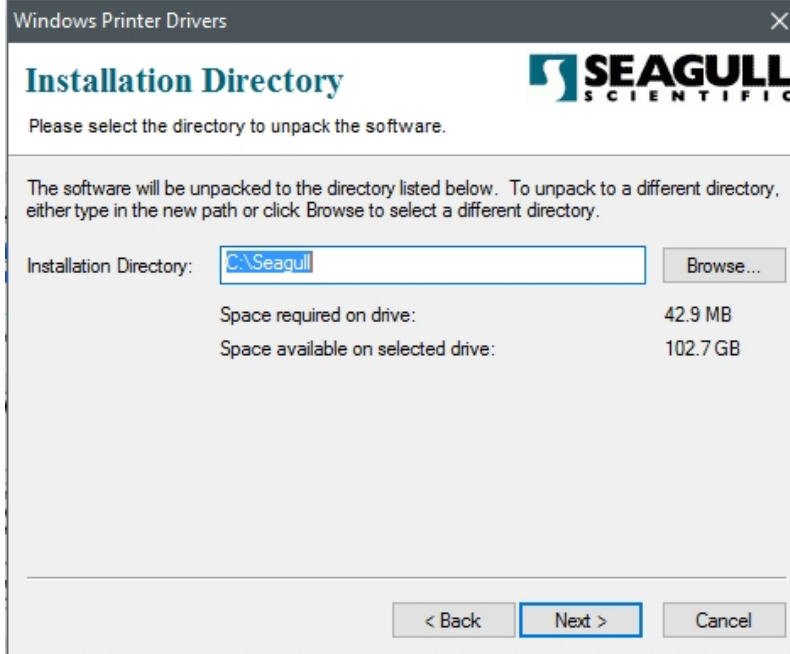 Windows Printer Drivers
Installation Directory
SEAGULL
SCIENTIFIC
Please select the directory to unpack the software.
The software will be unpacked to the directory listed below. To unpack to a different directory,
either type in the new path or click Browse to select a different directory.
Installation Directory: C:\Seagull Browse...
Space required on drive: 42.9 MB
Space available on selected drive: 102.7 GB
< Back Next > Cancel